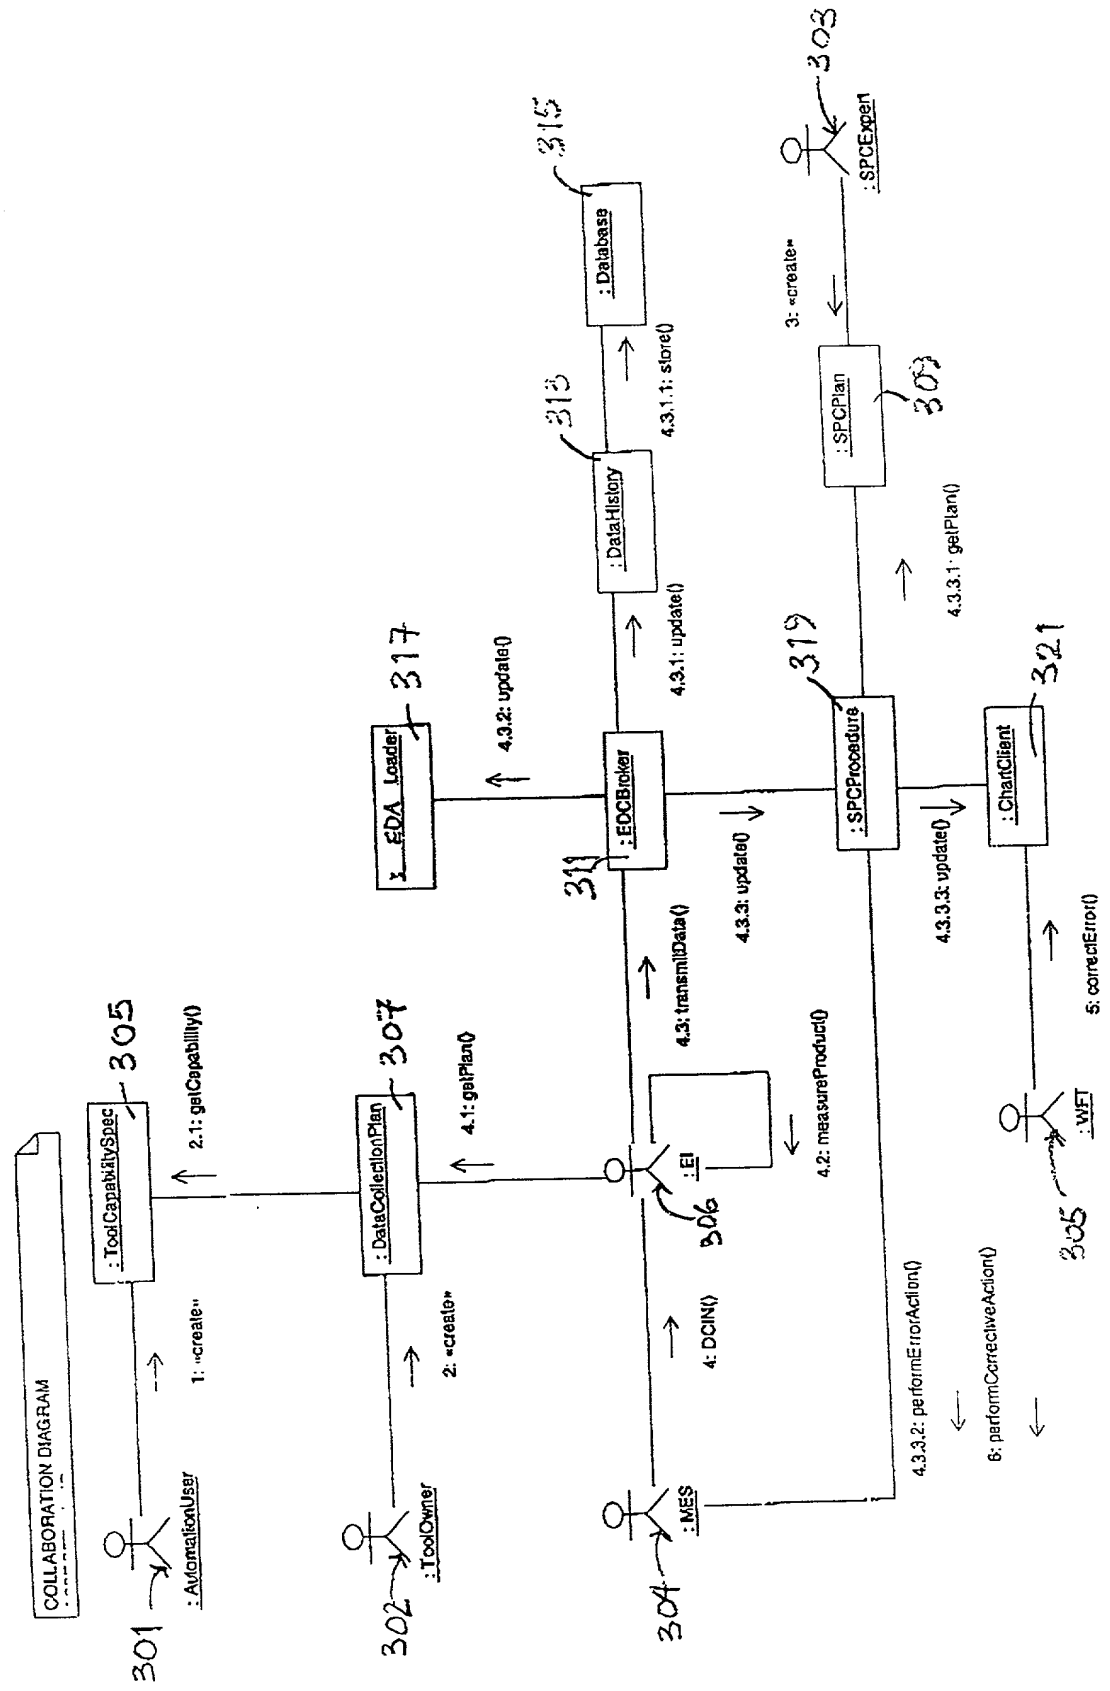 COLLABORATION DIAGRAM
301
: AutomationUser
1: «create»
: ToolCapabilitySpec
305
2.1: getCapability()
302
: ToolOwner
2: «create»
: DataCollectionPlan
307
4.1: getPlan()
: EDA Loader
317
4.3.2: update()
304
: MES
4: DCIN()
306
: EI
4.2: measureProduct()
4.3: transmitData()
311
: EDCBroker
4.3.1: update()
: DataHistory
313
4.3.1.1: store()
: Database
315
4.3.3: update()
: SPCProcedure
319
4.3.3.1: getPlan()
: SPCPlan
309
3: «create»
: SPCExpert
303
4.3.3.2: performErrorAction()
6: performCorrectiveAction()
4.3.3.3: update()
: ChartClient
321
305
: WFT
5: correctError()